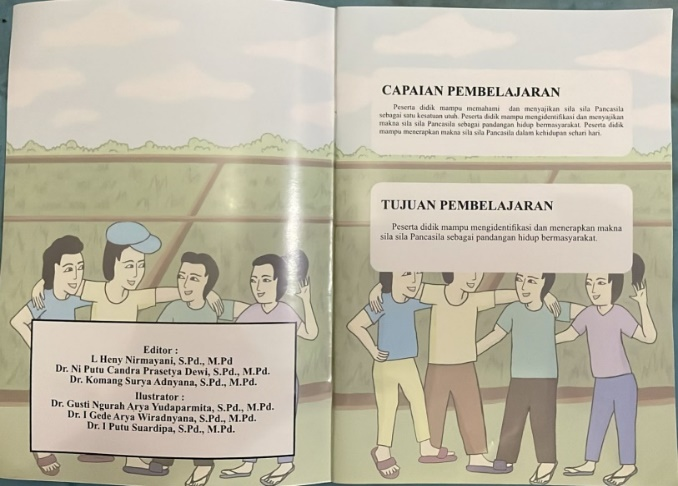 Editor :
L Heny Nirmayani, S.Pd., M.Pd
Dr. Ni Putu Candra Prasetya Dewi, S.Pd., M.Pd.
Dr. Komang Surya Adnyana, S.Pd., M.Pd.
Ilustrator :
Dr. Gusti Ngurah Arya Yudaparmita, S.Pd., M.Pd.
Dr. I Gede Arya Wiradnyana, S.Pd., M.Pd.
Dr. I Putu Suardipa, S.Pd., M.Pd.
CAPAIAN PEMBELAJARAN
Peserta didik mampu memahami dan menyajikan sila sila Pancasila
sebagai satu kesatuan utuh. Peserta didik mampu mengidentifikasi dan menyajikan
makna sila sila Pancasila sebagai pandangan hidup bermasyarakat. Peserta didik
mampu menerapkan makna sila sila Pancasila dalam kehidupan sehari hari.
TUJUAN PEMBELAJARAN
Peserta didik mampu mengidentifikasi dan menerapkan makna
sila sila Pancasila sebagai pandangan hidup bermasyarakat.